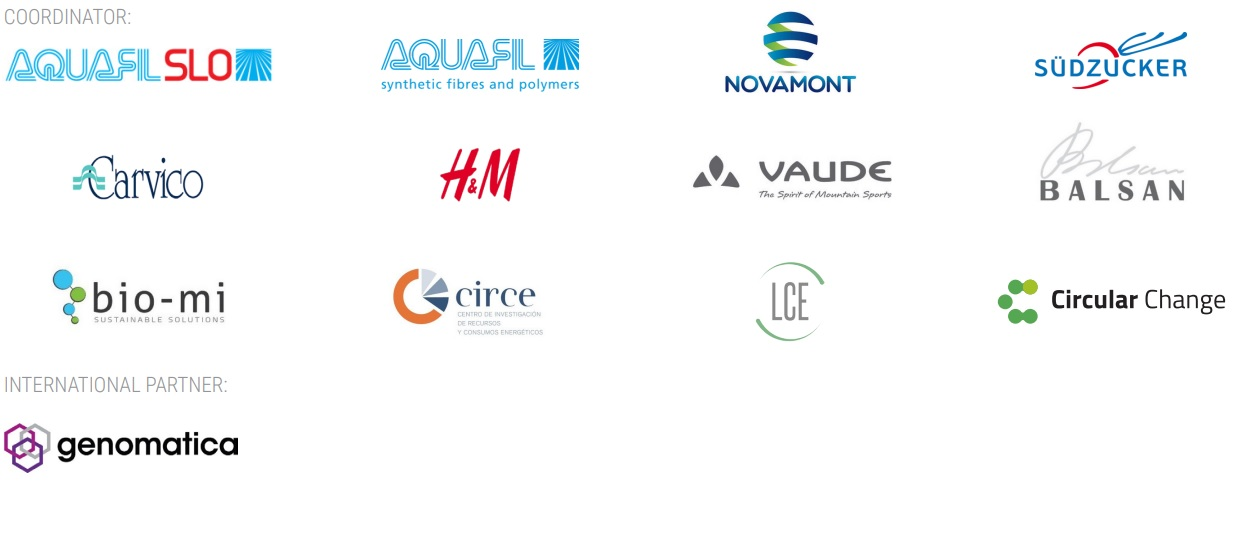 COORDINATOR:
AQUAFIL SLO
AQUAFIL
synthetic fibres and polymers
NOVAMONT
SÜDZUCKER
Carvico
H&M
VAUDE
The Spirit of Mountain Sports
Balsan
BALSAN
bio-mi
SUSTAINABLE SOLUTIONS
circe
CENTRO DE INVESTIGACIÓN
DE RECURSOS
Y CONSUMOS ENERGÉTICOS
LCE
Circular Change
INTERNATIONAL PARTNER:
genomatica